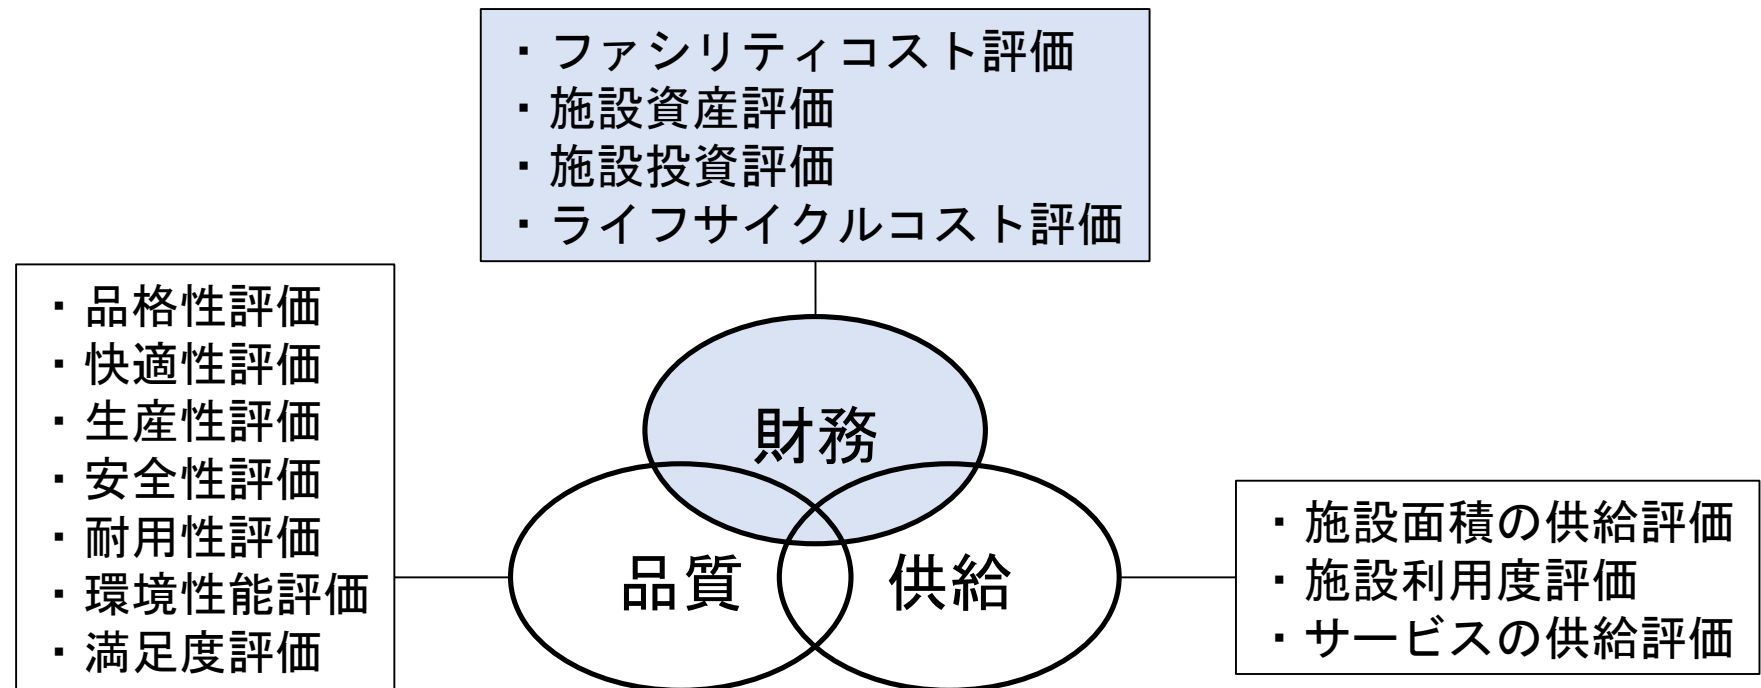 ・ファシリティコスト評価
・施設資産評価
・施設投資評価
・ライフサイクルコスト評価
・品格性評価
・快適性評価
・生産性評価
・安全性評価
・耐用性評価
・環境性能評価
・満足度評価
財務
品質
供給
・施設面積の供給評価
・施設利用度評価
・サービスの供給評価